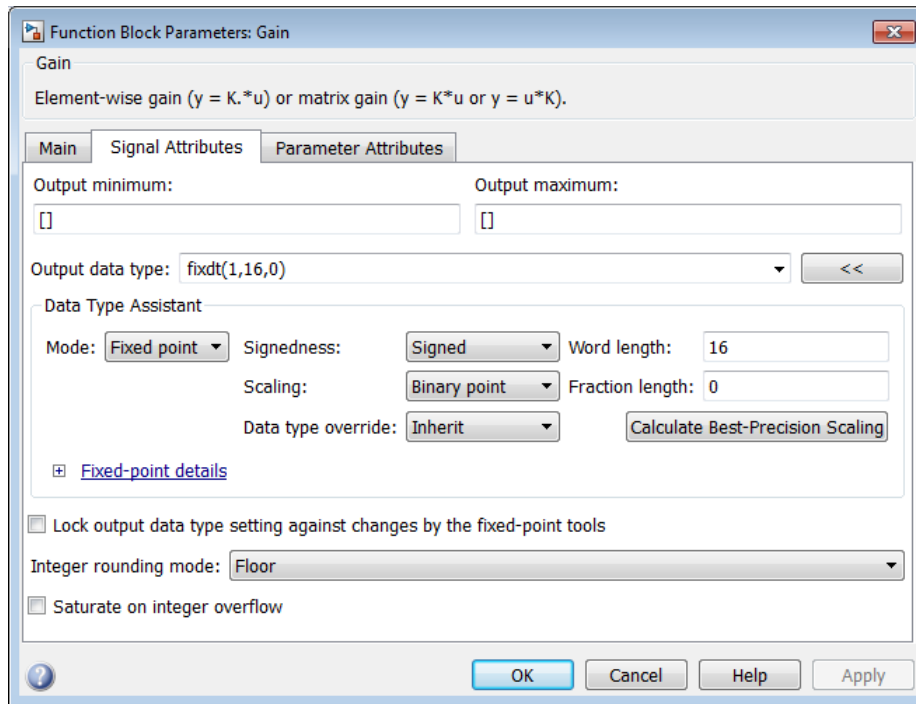 Function Block Parameters: Gain
Gain
Element-wise gain (y = K.*u) or matrix gain (y = K*u or y = u*K).
Main Signal Attributes Parameter Attributes
Output minimum: Output maximum:
[] []
Output data type: fixdt(1,16,0) <<
Data Type Assistant
Mode: Fixed point Signedness: Signed Word length: 16
Scaling: Binary point Fraction length: 0
Data type override: Inherit Calculate Best-Precision Scaling
Fixed-point details
Lock output data type setting against changes by the fixed-point tools
Integer rounding mode: Floor
Saturate on integer overflow
OK Cancel Help Apply